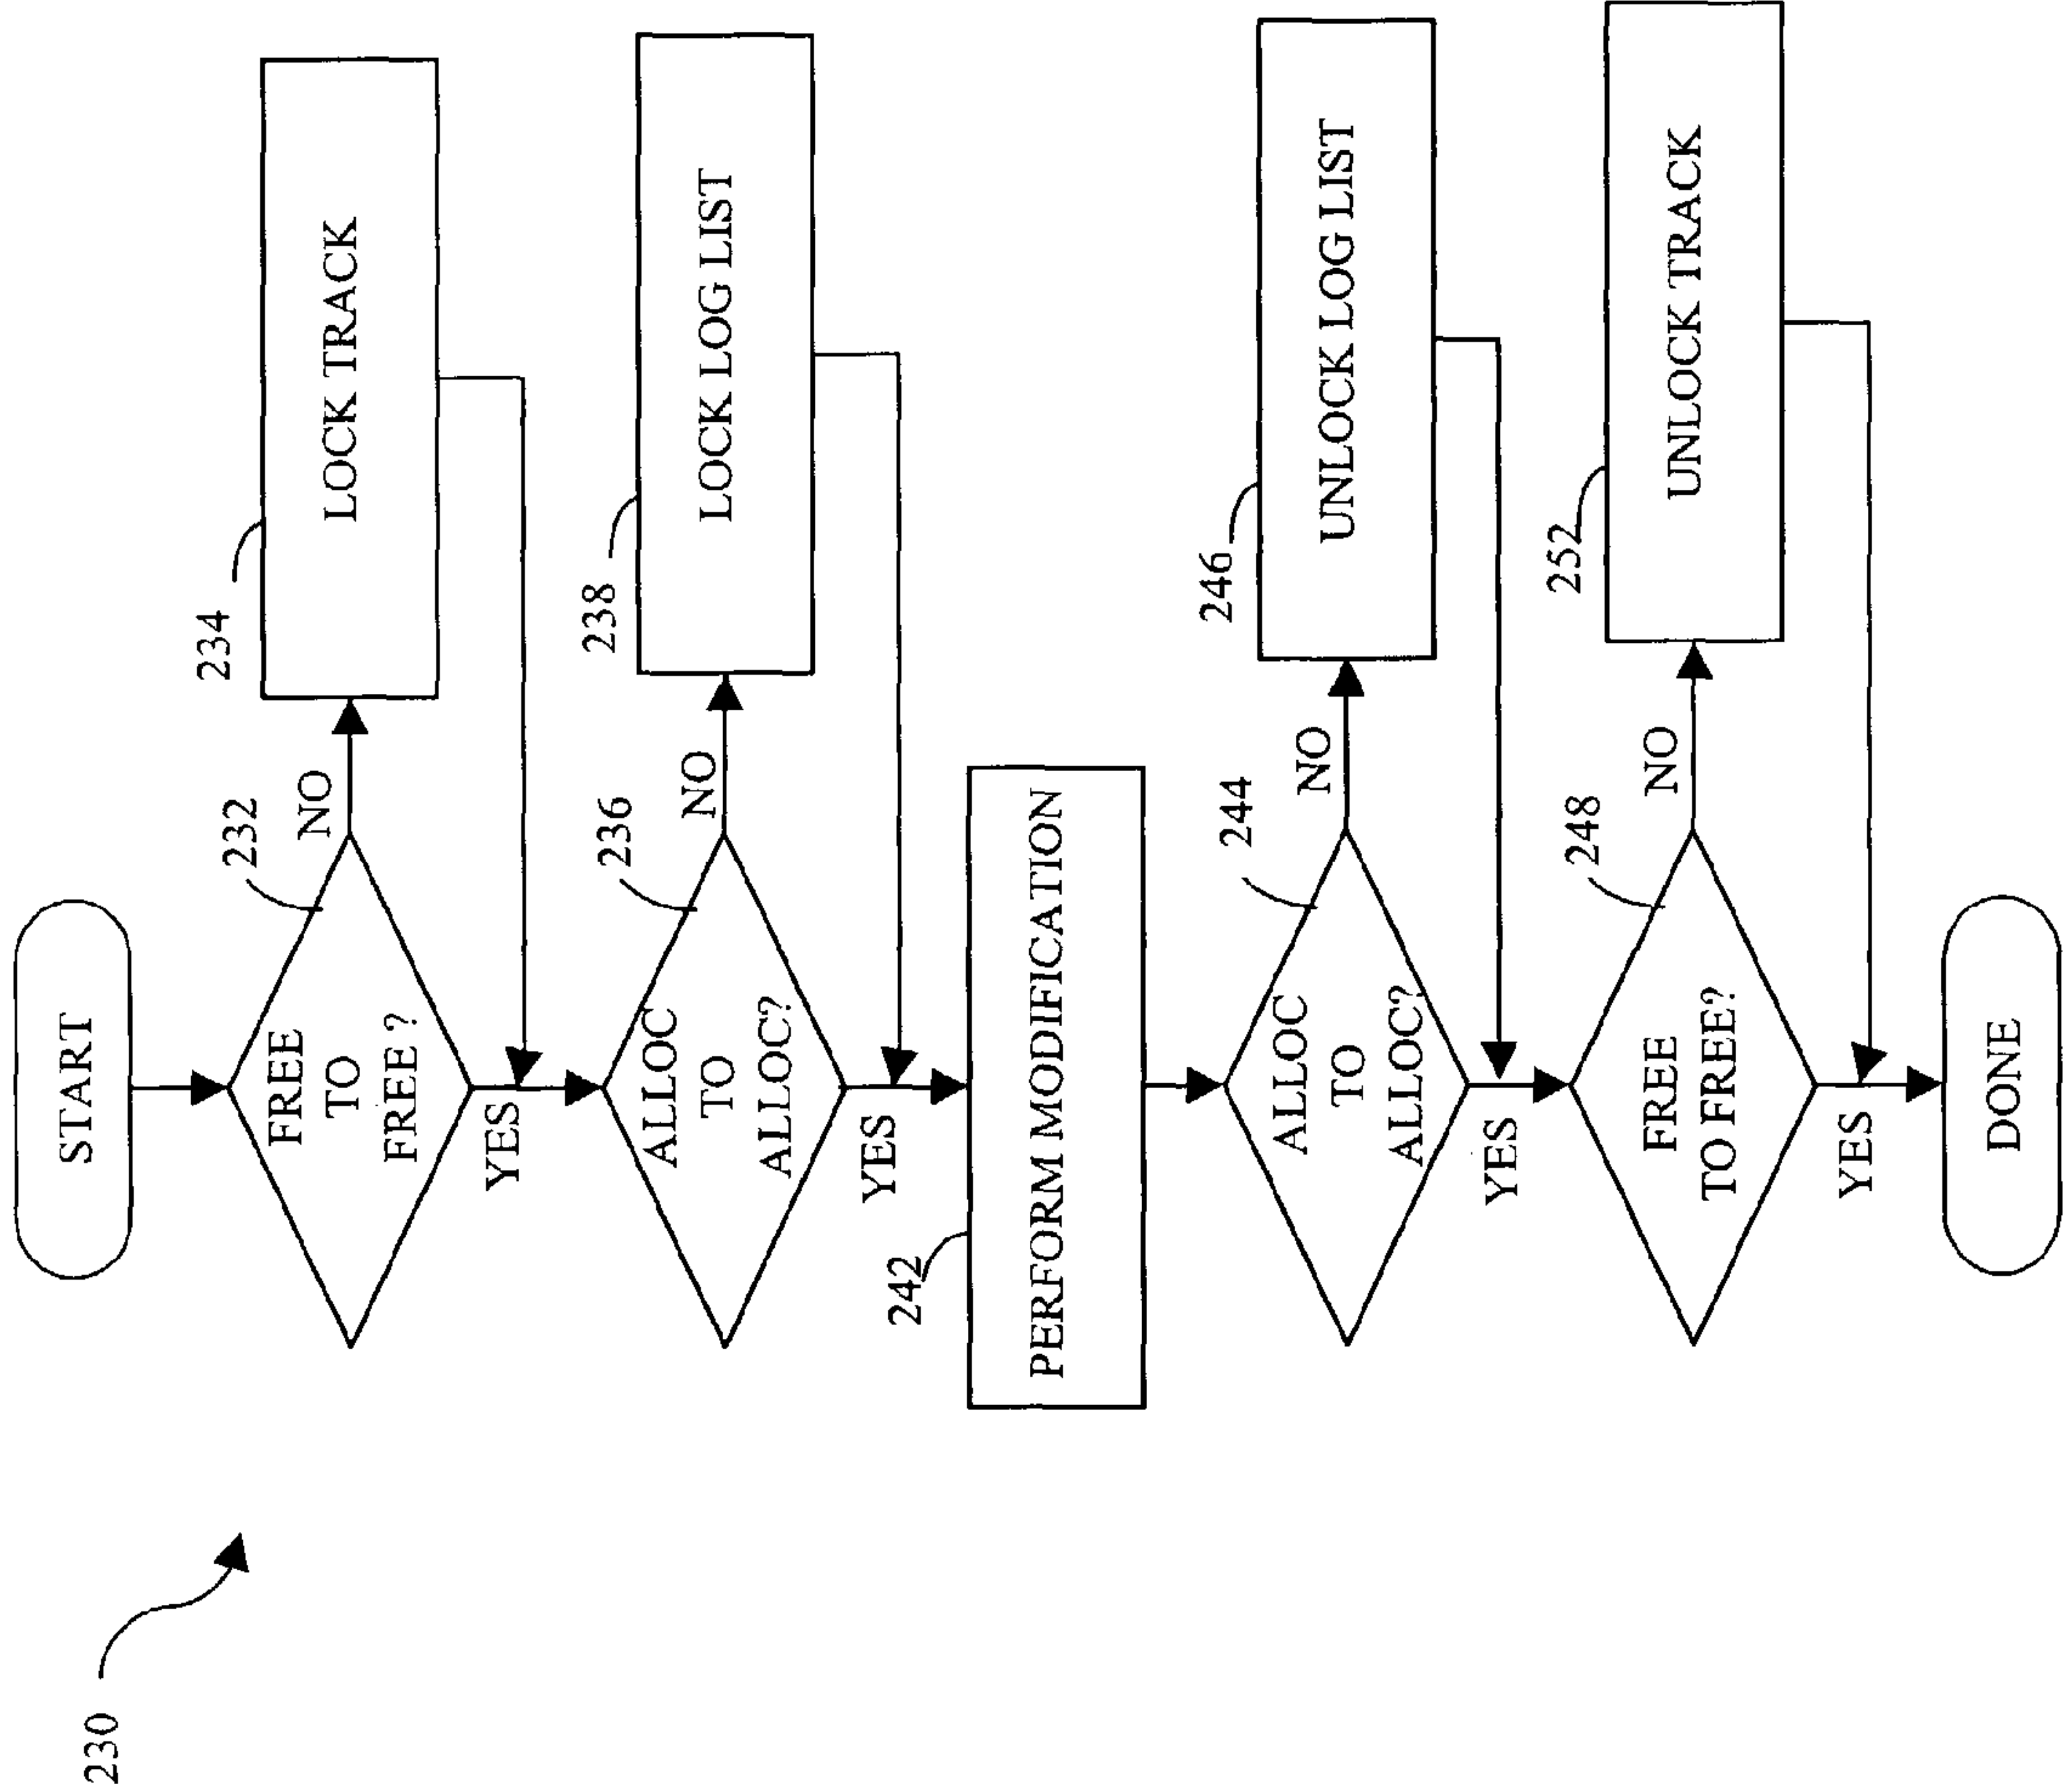 230
START
232
FREE
TO
FREE ?
NO
234
LOCK TRACK
YES
236
ALLOC
TO
ALLOC?
NO
238
LOCK LOG LIST
YES
242
PERFORM MODIFICATION
244
ALLOC
TO
ALLOC?
NO
246
UNLOCK LOG LIST
YES
248
FREE
TO FREE?
NO
252
UNLOCK TRACK
YES
DONE